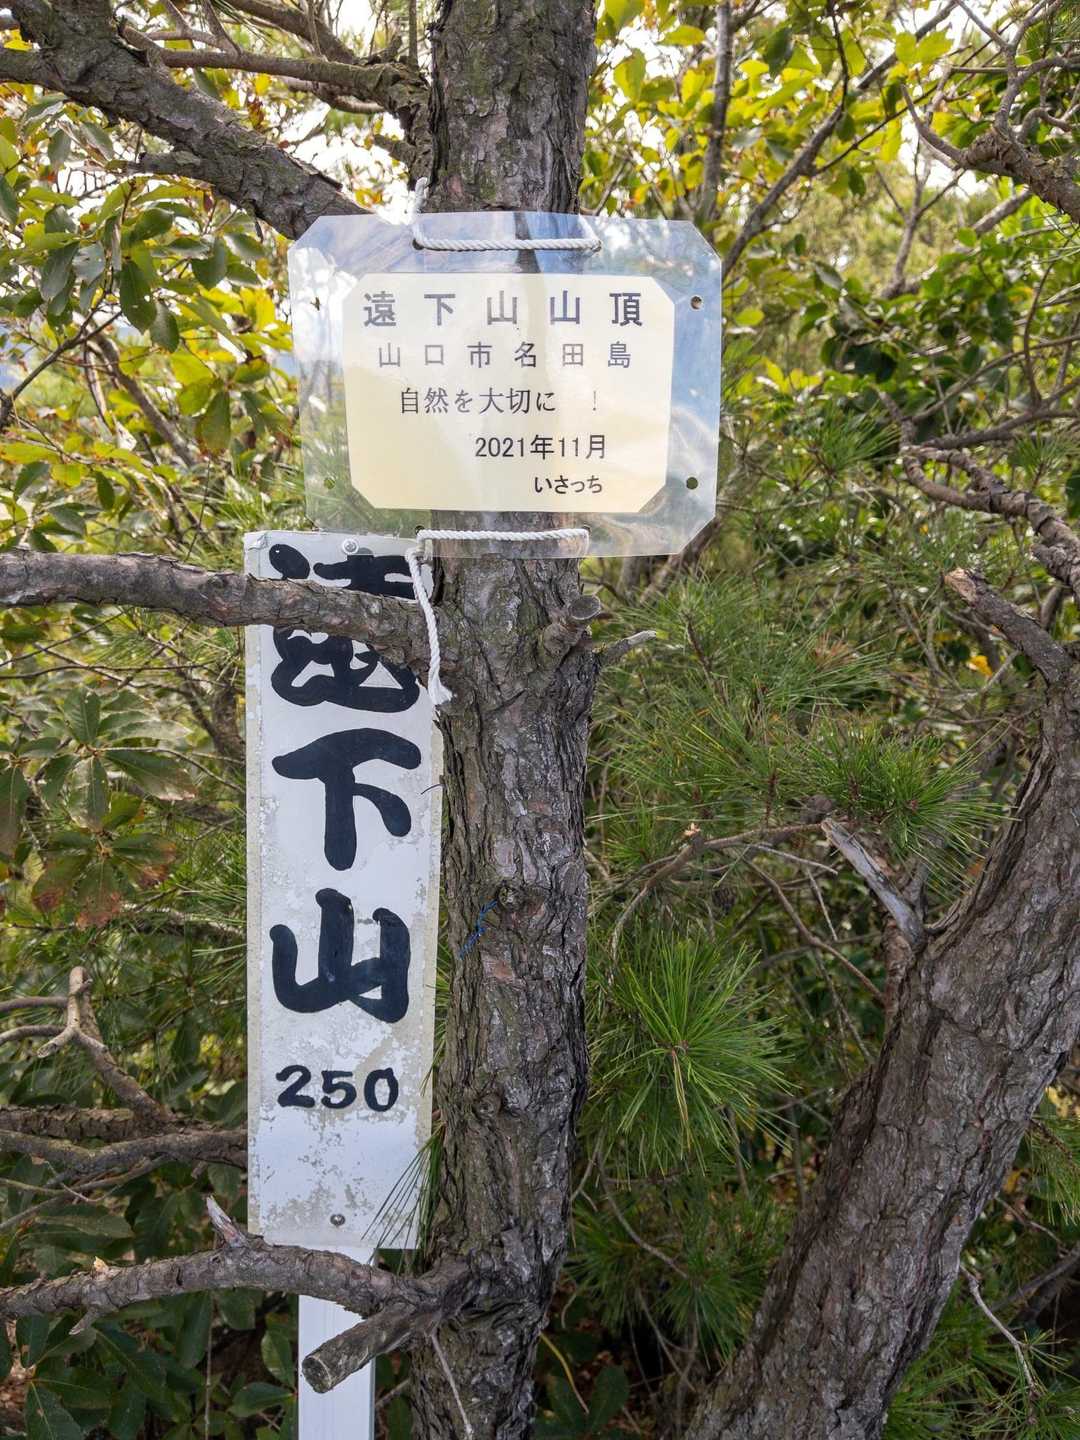 遠下山山頂
山口市名田島
自然を大切に　！
2021年11月
いさっち
遠下山
250